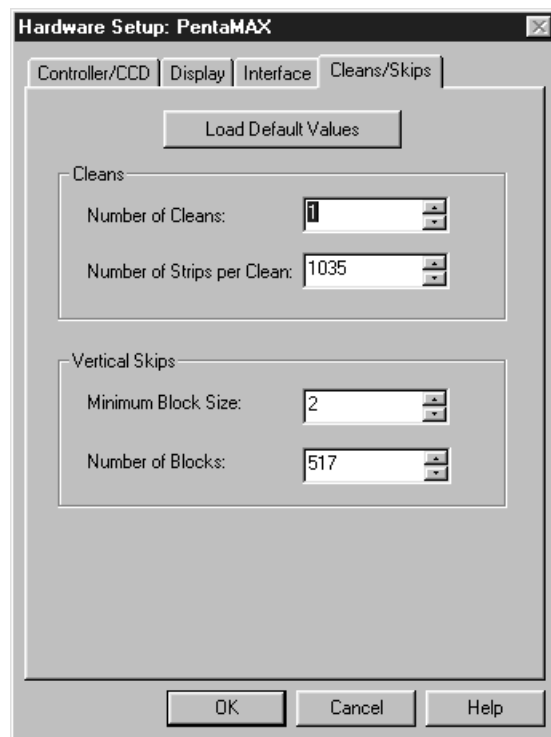 Hardware Setup: PentaMAX
Controller/CCD Display Interface Cleans/Skips
Load Default Values
Cleans
Number of Cleans: 1
Number of Strips per Clean: 1035
Vertical Skips
Minimum Block Size: 2
Number of Blocks: 517
OK Cancel Help